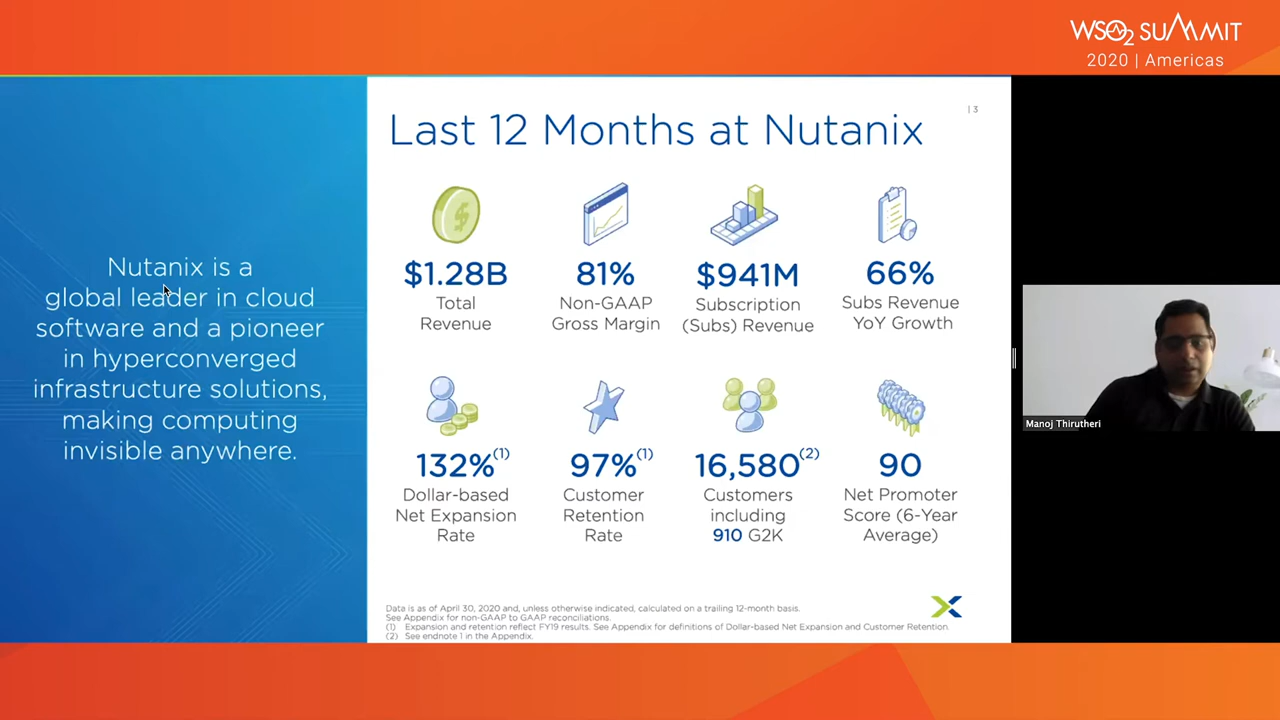 WSO2 SUMMIT
2020 | Americas
Nutanix is a
global leader in cloud
software and a pioneer
in hyperconverged
infrastructure solutions,
making computing
invisible anywhere.
| 3
Last 12 Months at Nutanix
$1.28B
Total
Revenue
81%
Non-GAAP
Gross Margin
$941M
Subscription
(Subs) Revenue
66%
Subs Revenue
YoY Growth
132%(1)
Dollar-based
Net Expansion
Rate
97%(1)
Customer
Retention
Rate
16,580(2)
Customers
including
910 G2K
90
Net Promoter
Score (6-Year
Average)
Data is as of April 30, 2020 and, unless otherwise indicated, calculated on a trailing 12-month basis.
See Appendix for non-GAAP to GAAP reconciliations.
(1) Expansion and retention reflect FY19 results. See Appendix for definitions of Dollar-based Net Expansion and Customer Retention.
(2) See endnote 1 in the Appendix.
Manoj Thirutheri